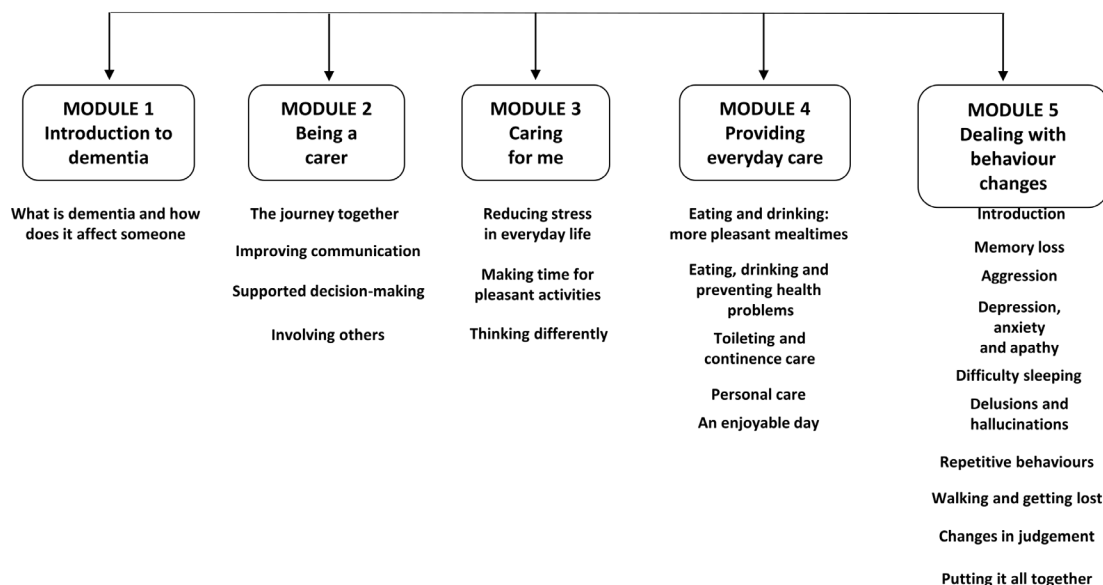 MODULE 1
Introduction to
dementia
What is dementia and how
does it affect someone
MODULE 2
Being a
carer
The journey together
Improving communication
Supported decision-making
Involving others
MODULE 3
Caring
for me
Reducing stress
in everyday life
Making time for
pleasant activities
Thinking differently
MODULE 4
Providing
everyday care
Eating and drinking:
more pleasant mealtimes
Eating, drinking and
preventing health
problems
Toileting and
continence care
Personal care
An enjoyable day
MODULE 5
Dealing with
behaviour
changes
Introduction
Memory loss
Aggression
Depression,
anxiety
and apathy
Difficulty sleeping
Delusions and
hallucinations
Repetitive behaviours
Walking and getting lost
Changes in judgement
Putting it all together